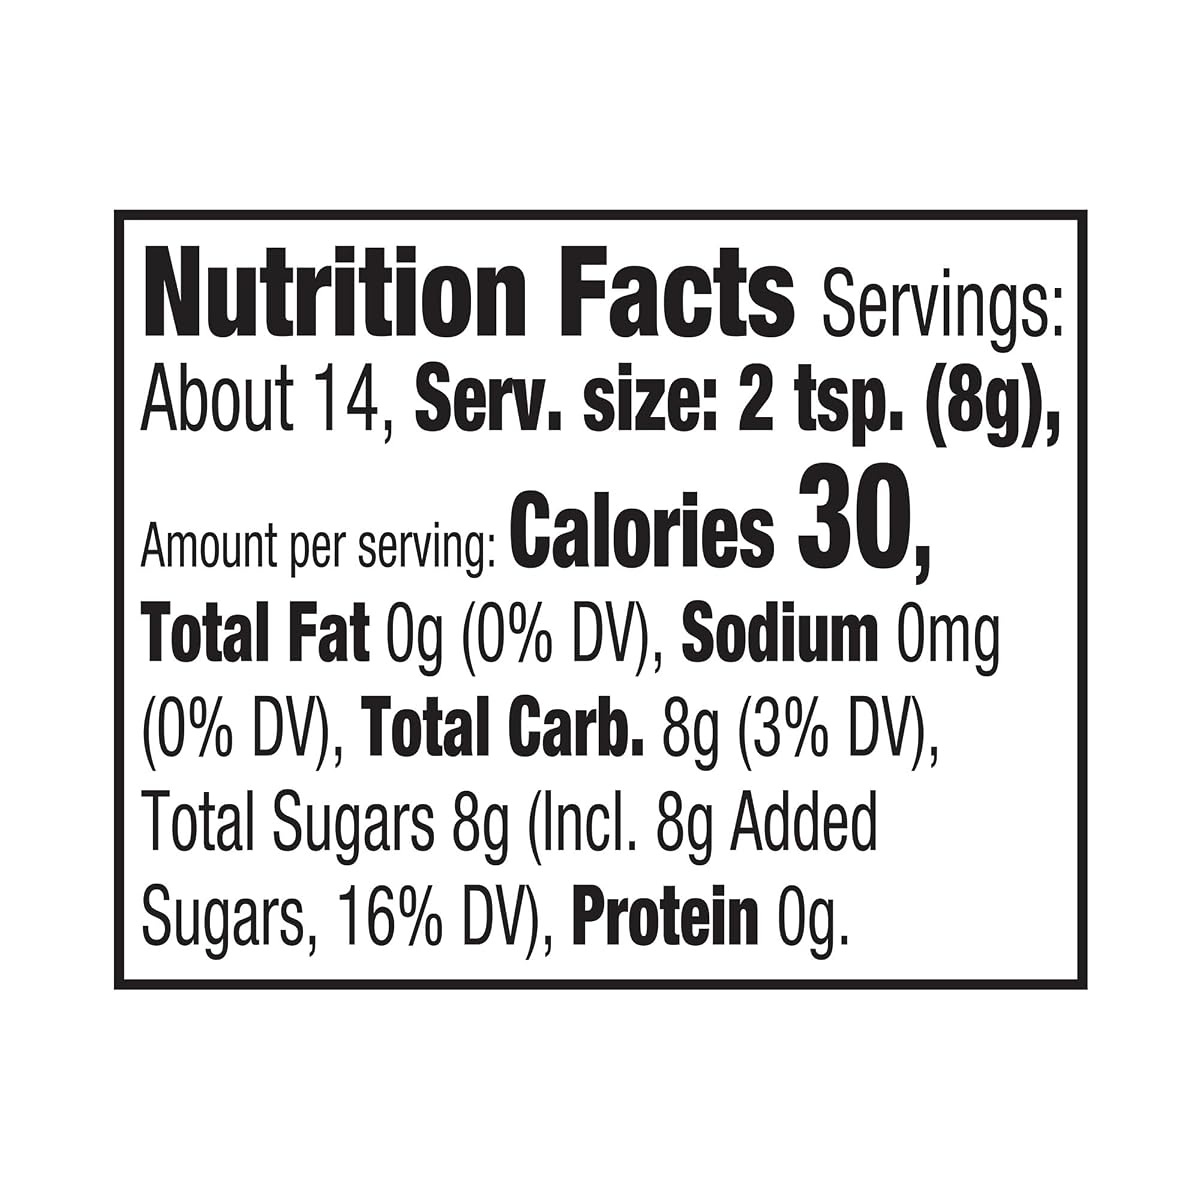 Nutrition Facts Servings:
About 14, Serv. size: 2 tsp. (8g),
Amount per serving: Calories 30,
Total Fat 0g (0% DV), Sodium 0mg
(0% DV), Total Carb. 8g (3% DV),
Total Sugars 8g (Incl. 8g Added
Sugars, 16% DV), Protein 0g.